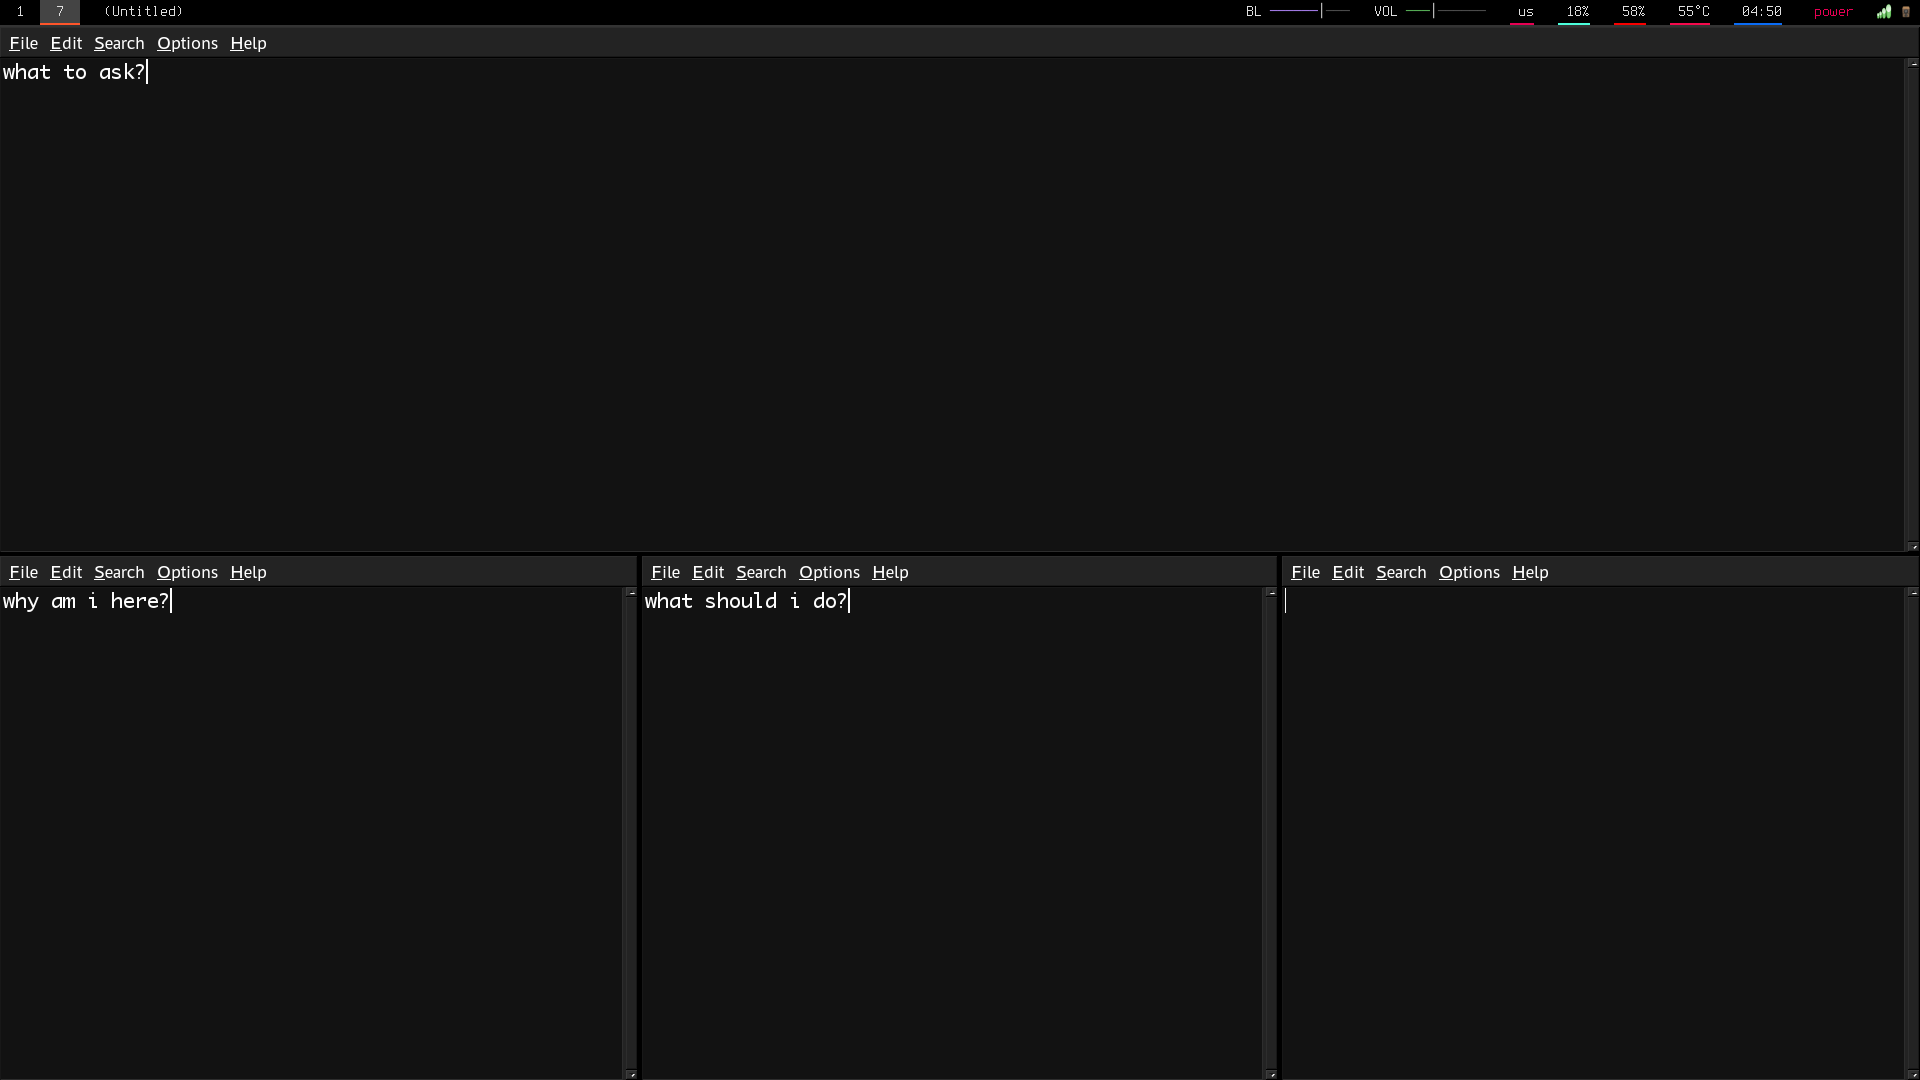 1 7 (Untitled) BL VOL us 18% 58% 55°C 04:50 power
File Edit Search Options Help
what to ask?
File Edit Search Options Help
why am i here?
File Edit Search Options Help
what should i do?
File Edit Search Options Help